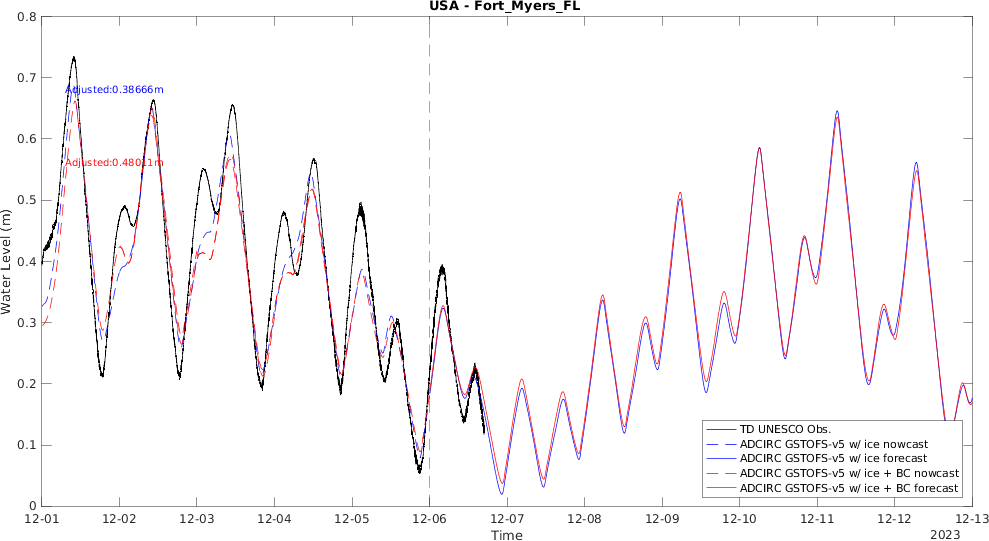 USA - Fort_Myers_FL
0.8
0.7
0.6
0.5
0.4
0.3
0.2
0.1
0
Water Level (m)
Adjusted:0.38666m
Adjusted:0.48011m
TD UNESCO Obs.
ADCIRC GSTOFS-v5 w/ ice nowcast
ADCIRC GSTOFS-v5 w/ ice forecast
ADCIRC GSTOFS-v5 w/ ice + BC nowcast
ADCIRC GSTOFS-v5 w/ ice + BC forecast
12-01 12-02 12-03 12-04 12-05 12-06 12-07 12-08 12-09 12-10 12-11 12-12 12-13
Time
2023